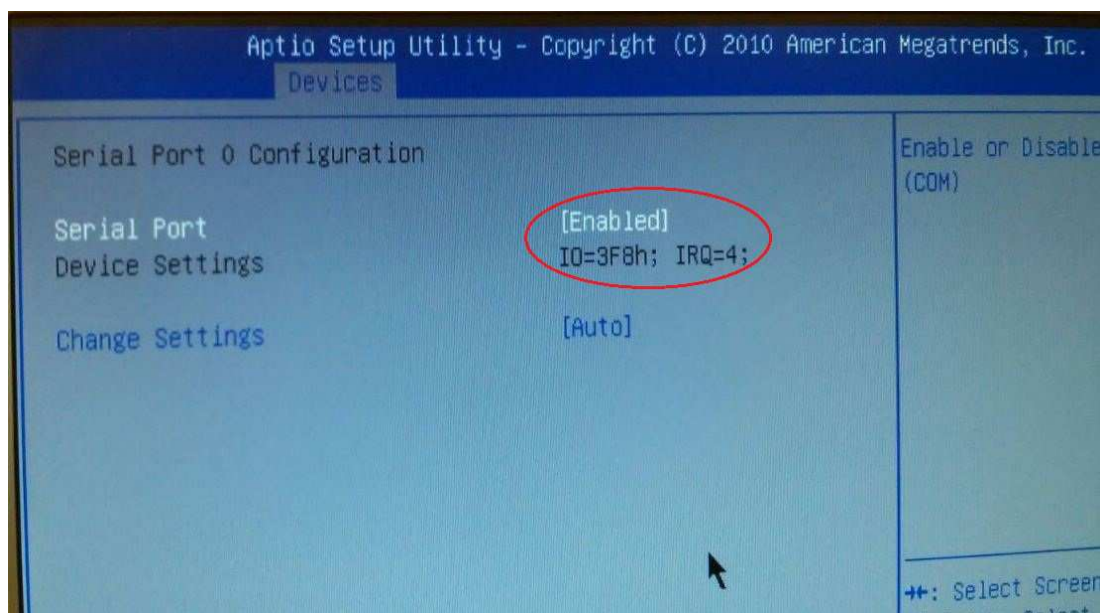 Aptio Setup Utility - Copyright (C) 2010 American Megatrends, Inc.
Devices
Serial Port 0 Configuration
Serial Port [Enabled]
Device Settings IO=3F8h; IRQ=4;
Change Settings [Auto]
Enable or Disable
(COM)
→←: Select Screen
Select